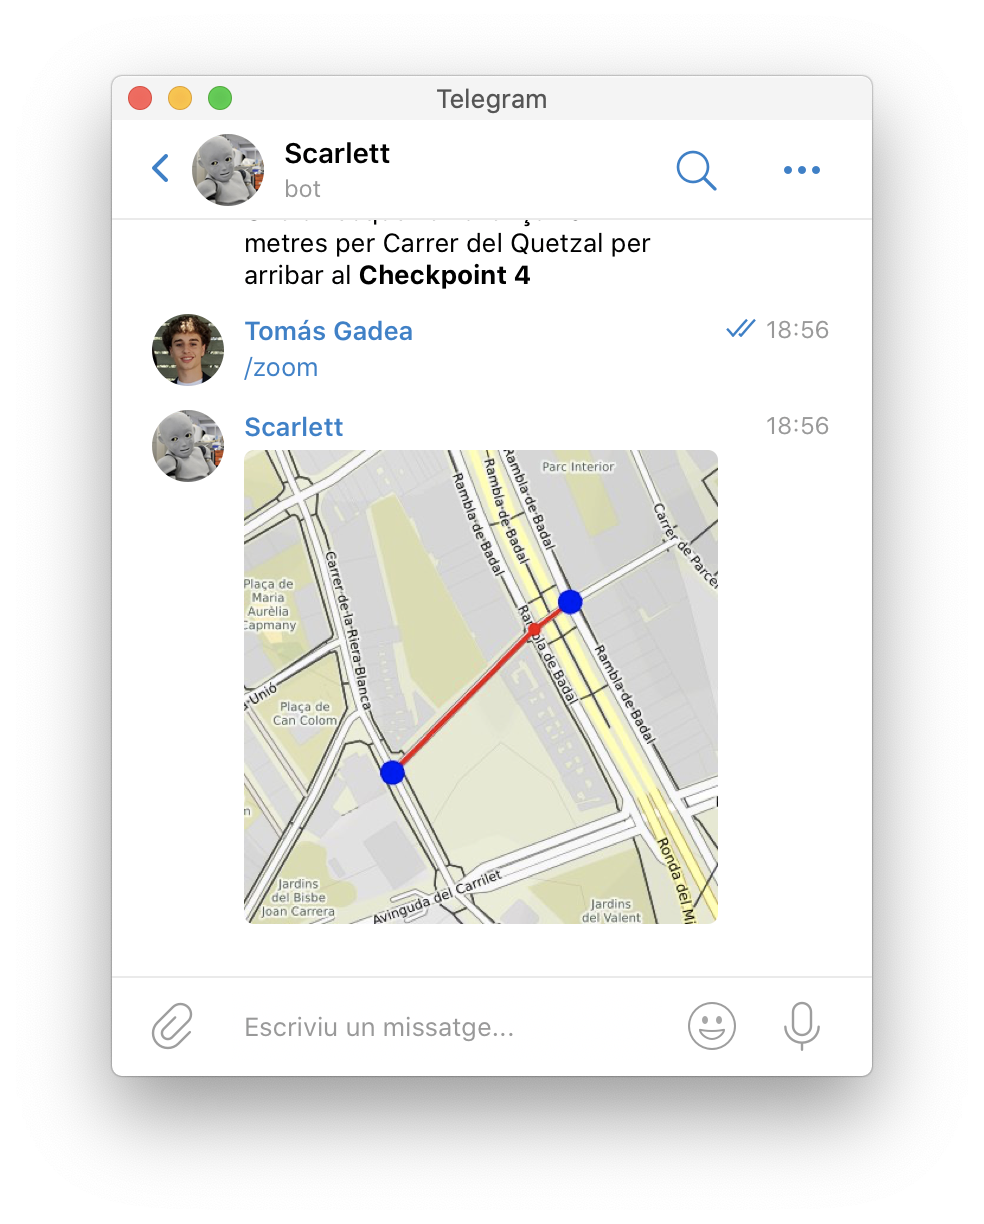 Telegram
Scarlett
bot
metres per Carrer del Quetzal per
arribar al Checkpoint 4
Tomás Gadea
18:56
/zoom
Scarlett
18:56
Parc Interior
Rambla de Badal
Rambla de Badal
Rambla de Badal
Carrer de Parce
Carrer de la Riera Blanca
Plaça de
Maria
Aurèlia
Capmany
Rambla de Badal
Rambla de Badal
a Unió
Plaça de
Can Colom
Ronda del Mi
Avinguda del Carrilet
Jardins
del Bisbe
Joan Carrera
Jardins
del Valent
Escriviu un missatge...